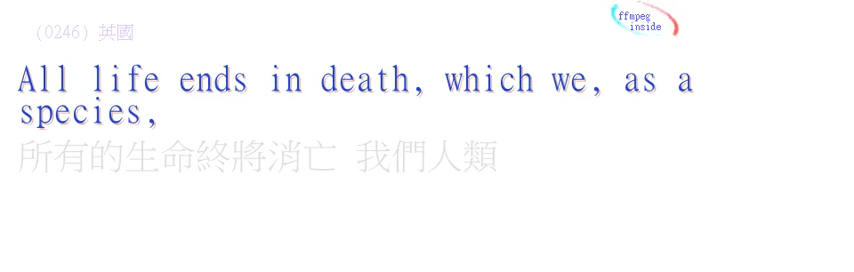 (0246) 英國
ffmpeg
inside
All life ends in death, which we, as a
species,
所有的生命終將消亡 我們人類